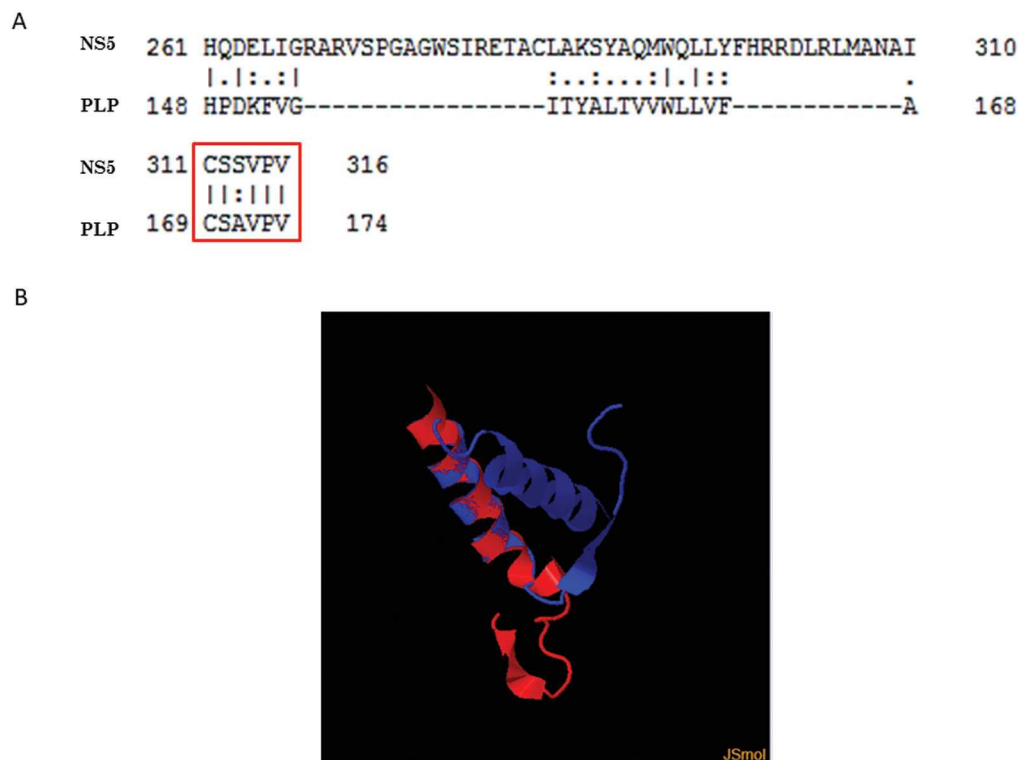 A
NS5 261 HQDELIGRARVSPGAGWSIRETACLAKSYAQMWQLLYFHRRDLRLMANAI 310
|.|:.:|                 :..:...:|.|::            .
PLP 148 HPDKFVG-----------------ITYALTVVWLLVF------------A 168
NS5 311 CSSVPV 316
||:|||
PLP 169 CSAVPV 174
B
JSmol